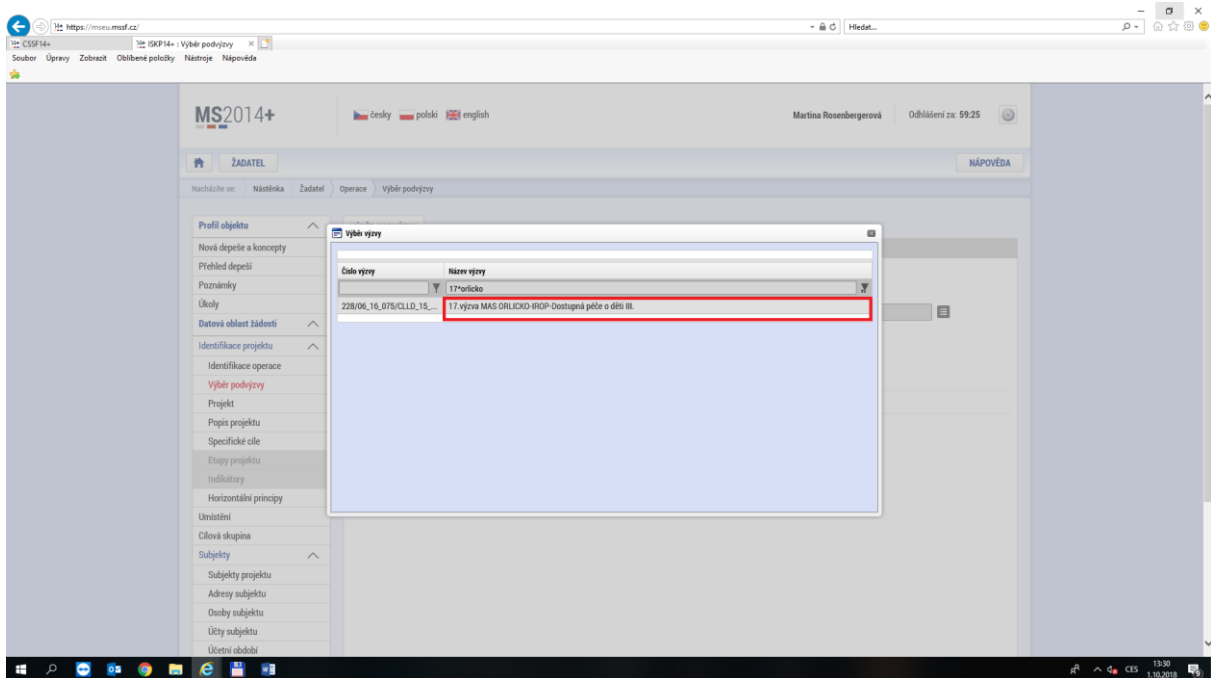 https://mseu.mssf.cz/
Hledat...
CSSF14+
ISKP14+ : Výběr podvýzvy
Soubor Úpravy Zobrazit Oblíbené položky Nástroje Nápověda
MS2014+
česky polski english
Martina Rosenbergerová
Odhlášení za: 59:25
ŽADATEL
NÁPOVĚDA
Nacházíte se: Nástěnka Žadatel Operace Výběr podvýzvy
Profil objektu
Nová depeše a koncepty
Přehled depeší
Poznámky
Úkoly
Datová oblast žádosti
Identifikace projektu
Identifikace operace
Výběr podvýzvy
Projekt
Popis projektu
Specifické cíle
Etapy projektu
Indikátory
Horizontální principy
Umístění
Cílová skupina
Subjekty
Subjekty projektu
Adresy subjektu
Osoby subjektu
Účty subjektu
Účetní období
Výběr výzvy
Číslo výzvy Název výzvy
17*orlicko
228/06_16_075/CLLD_15_... 17.výzva MAS ORLICKO-IROP-Dostupná péče o děti III.
CES
13:30
1.10.2018